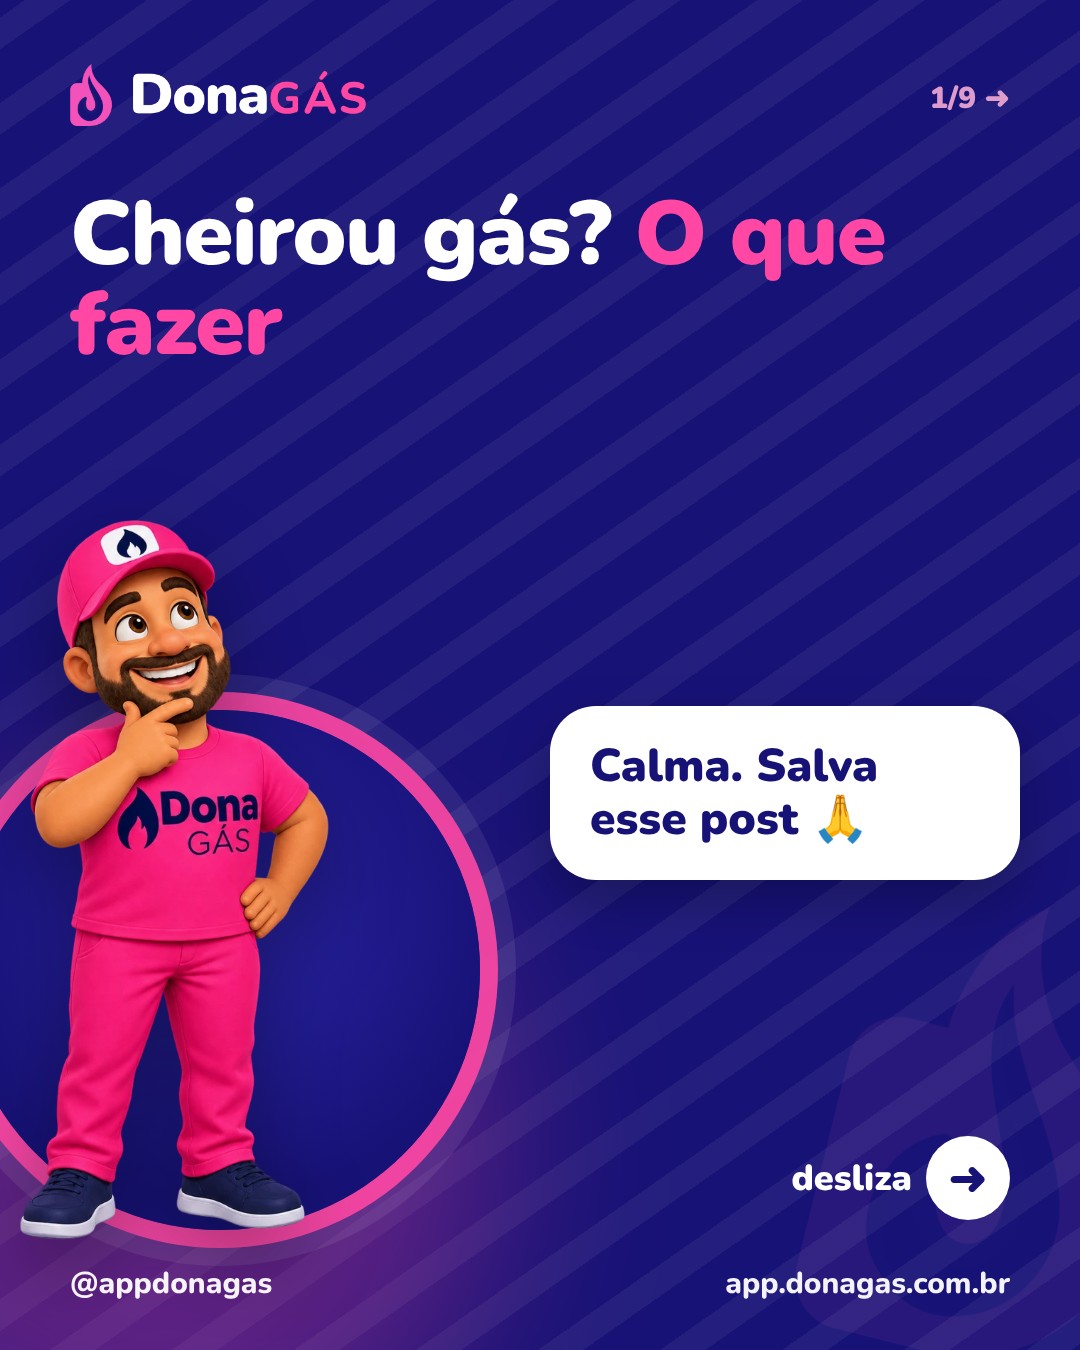 DonaGÁS
1/9 →
Cheirou gás? O que
fazer
Dona
GÁS
Calma. Salva
esse post 🙏
desliza →
@appdonagas
app.donagas.com.br